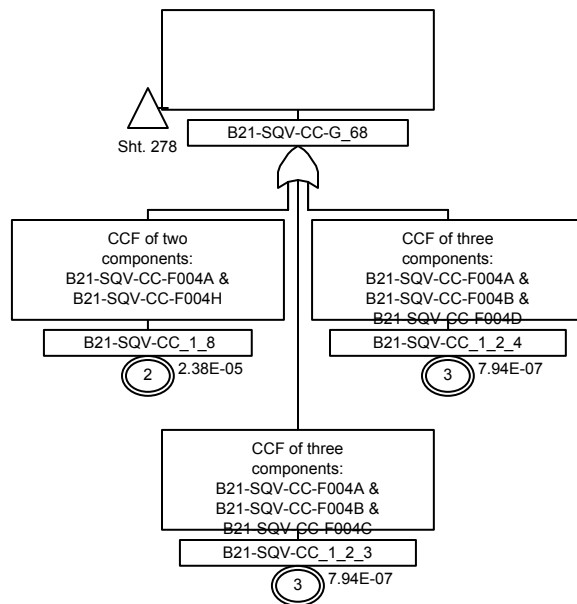 Sht. 278
B21-SQV-CC-G_68
CCF of two
components:
B21-SQV-CC-F004A &
B21-SQV-CC-F004H
B21-SQV-CC_1_8
2
2.38E-05
CCF of three
components:
B21-SQV-CC-F004A &
B21-SQV-CC-F004B &
B21-SQV-CC-F004D
B21-SQV-CC_1_2_4
3
7.94E-07
CCF of three
components:
B21-SQV-CC-F004A &
B21-SQV-CC-F004B &
B21-SQV-CC-F004C
B21-SQV-CC_1_2_3
3
7.94E-07